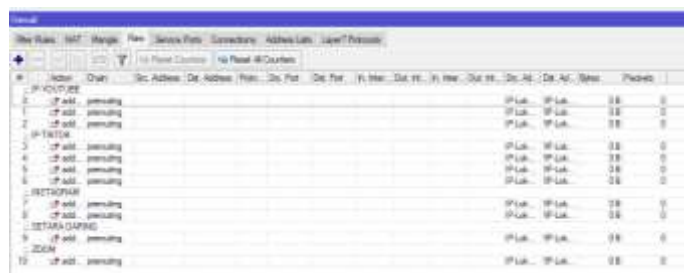 Firewall
Filter Rules NAT Mangle Raw Service Ports Connections Address Lists Layer7 Protocols
Reset Counters Reset All Counters
# Action Chain Src. Address Dst. Address Proto... Src. Port Dst. Port In. Inter... Out. Int... In. Inter... Out. Int... Src. Ad... Dst. Ad... Bytes Packets
::: IP YOUTUBE
0 add... prerouting IP-Lok... IP-Lok... 0 B 0
1 add... prerouting IP-Lok... IP-Lok... 0 B 0
2 add... prerouting IP-Lok... IP-Lok... 0 B 0
::: IP TIKTOK
3 add... prerouting IP-Lok... IP-Lok... 0 B 0
4 add... prerouting IP-Lok... IP-Lok... 0 B 0
5 add... prerouting IP-Lok... IP-Lok... 0 B 0
6 add... prerouting IP-Lok... IP-Lok... 0 B 0
::: INSTAGRAM
7 add... prerouting IP-Lok... IP-Lok... 0 B 0
8 add... prerouting IP-Lok... IP-Lok... 0 B 0
::: SETARA DARING
9 add... prerouting IP-Lok... IP-Lok... 0 B 0
::: ZOOM
10 add... prerouting IP-Lok... IP-Lok... 0 B 0